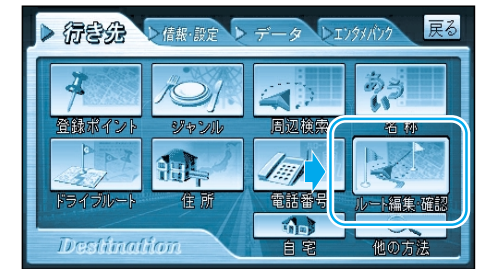 行き先 情報・設定 データ エンタメバンク 戻る
登録ポイント ジャンル 周辺検索 名称
ドライブルート 住所 電話番号 ルート編集・確認
Destination 自宅 他の方法